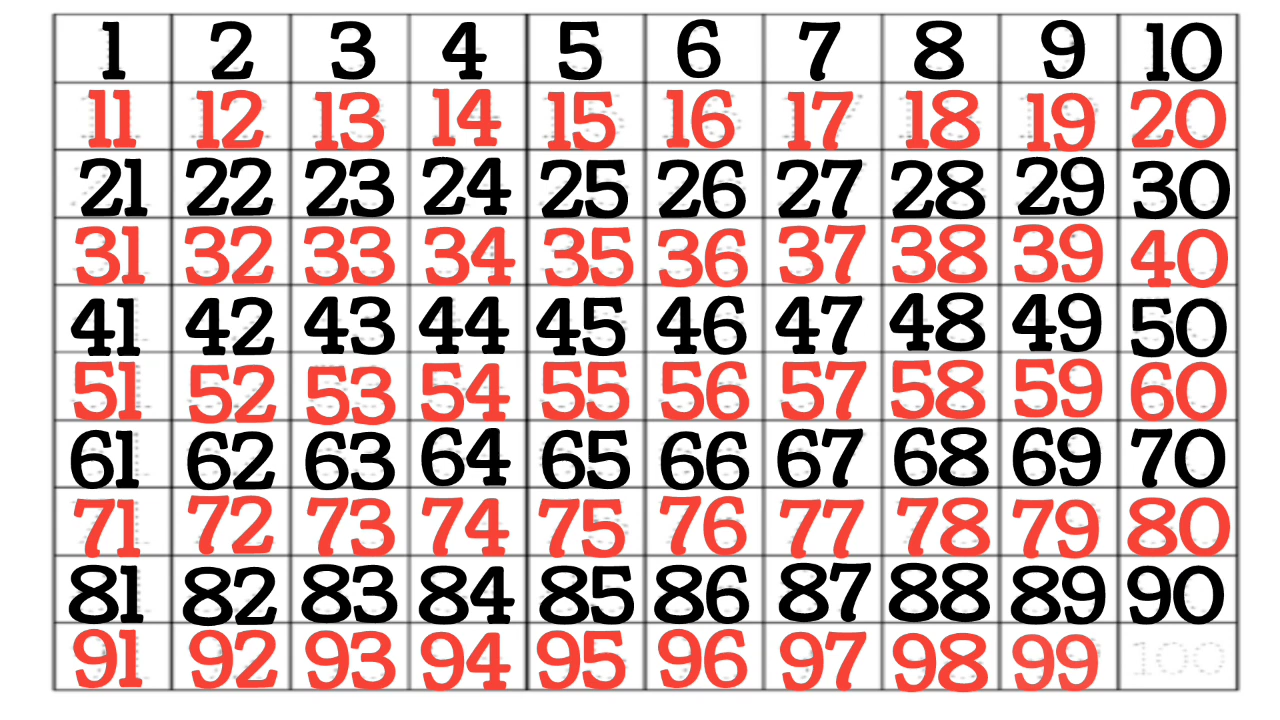 1 2 3 4 5 6 7 8 9 10
11 12 13 14 15 16 17 18 19 20
21 22 23 24 25 26 27 28 29 30
31 32 33 34 35 36 37 38 39 40
41 42 43 44 45 46 47 48 49 50
51 52 53 54 55 56 57 58 59 60
61 62 63 64 65 66 67 68 69 70
71 72 73 74 75 76 77 78 79 80
81 82 83 84 85 86 87 88 89 90
91 92 93 94 95 96 97 98 99 100